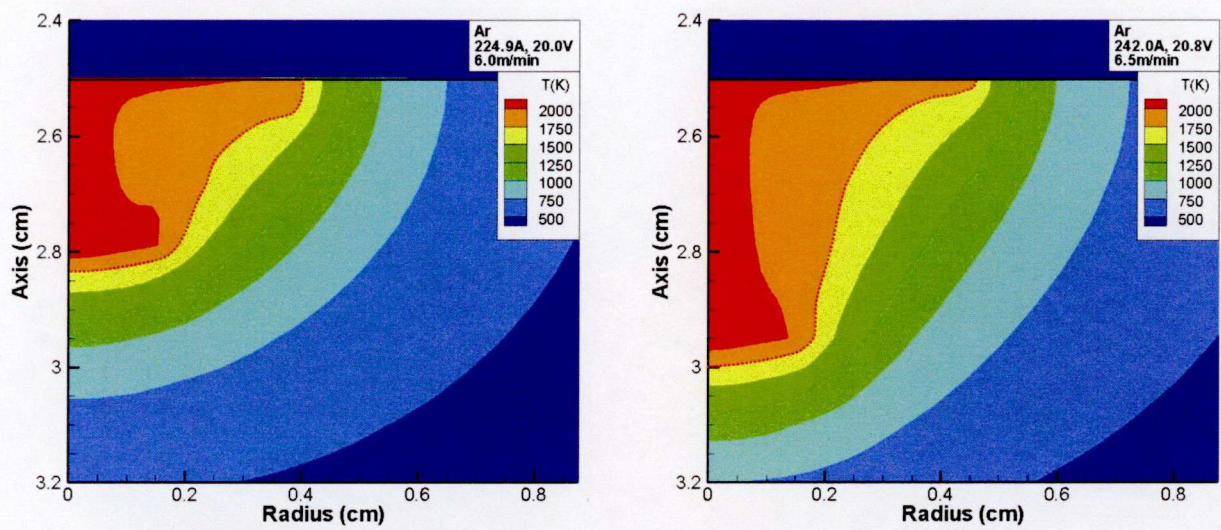 2.4
2.6
2.8
3
3.2
Axis (cm)
0
0.2
0.4
0.6
0.8
Radius (cm)
Ar
224.9A, 20.0V
6.0m/min
T(K)
2000
1750
1500
1250
1000
750
500
2.4
2.6
2.8
3
3.2
Axis (cm)
0
0.2
0.4
0.6
0.8
Radius (cm)
Ar
242.0A, 20.8V
6.5m/min
T(K)
2000
1750
1500
1250
1000
750
500